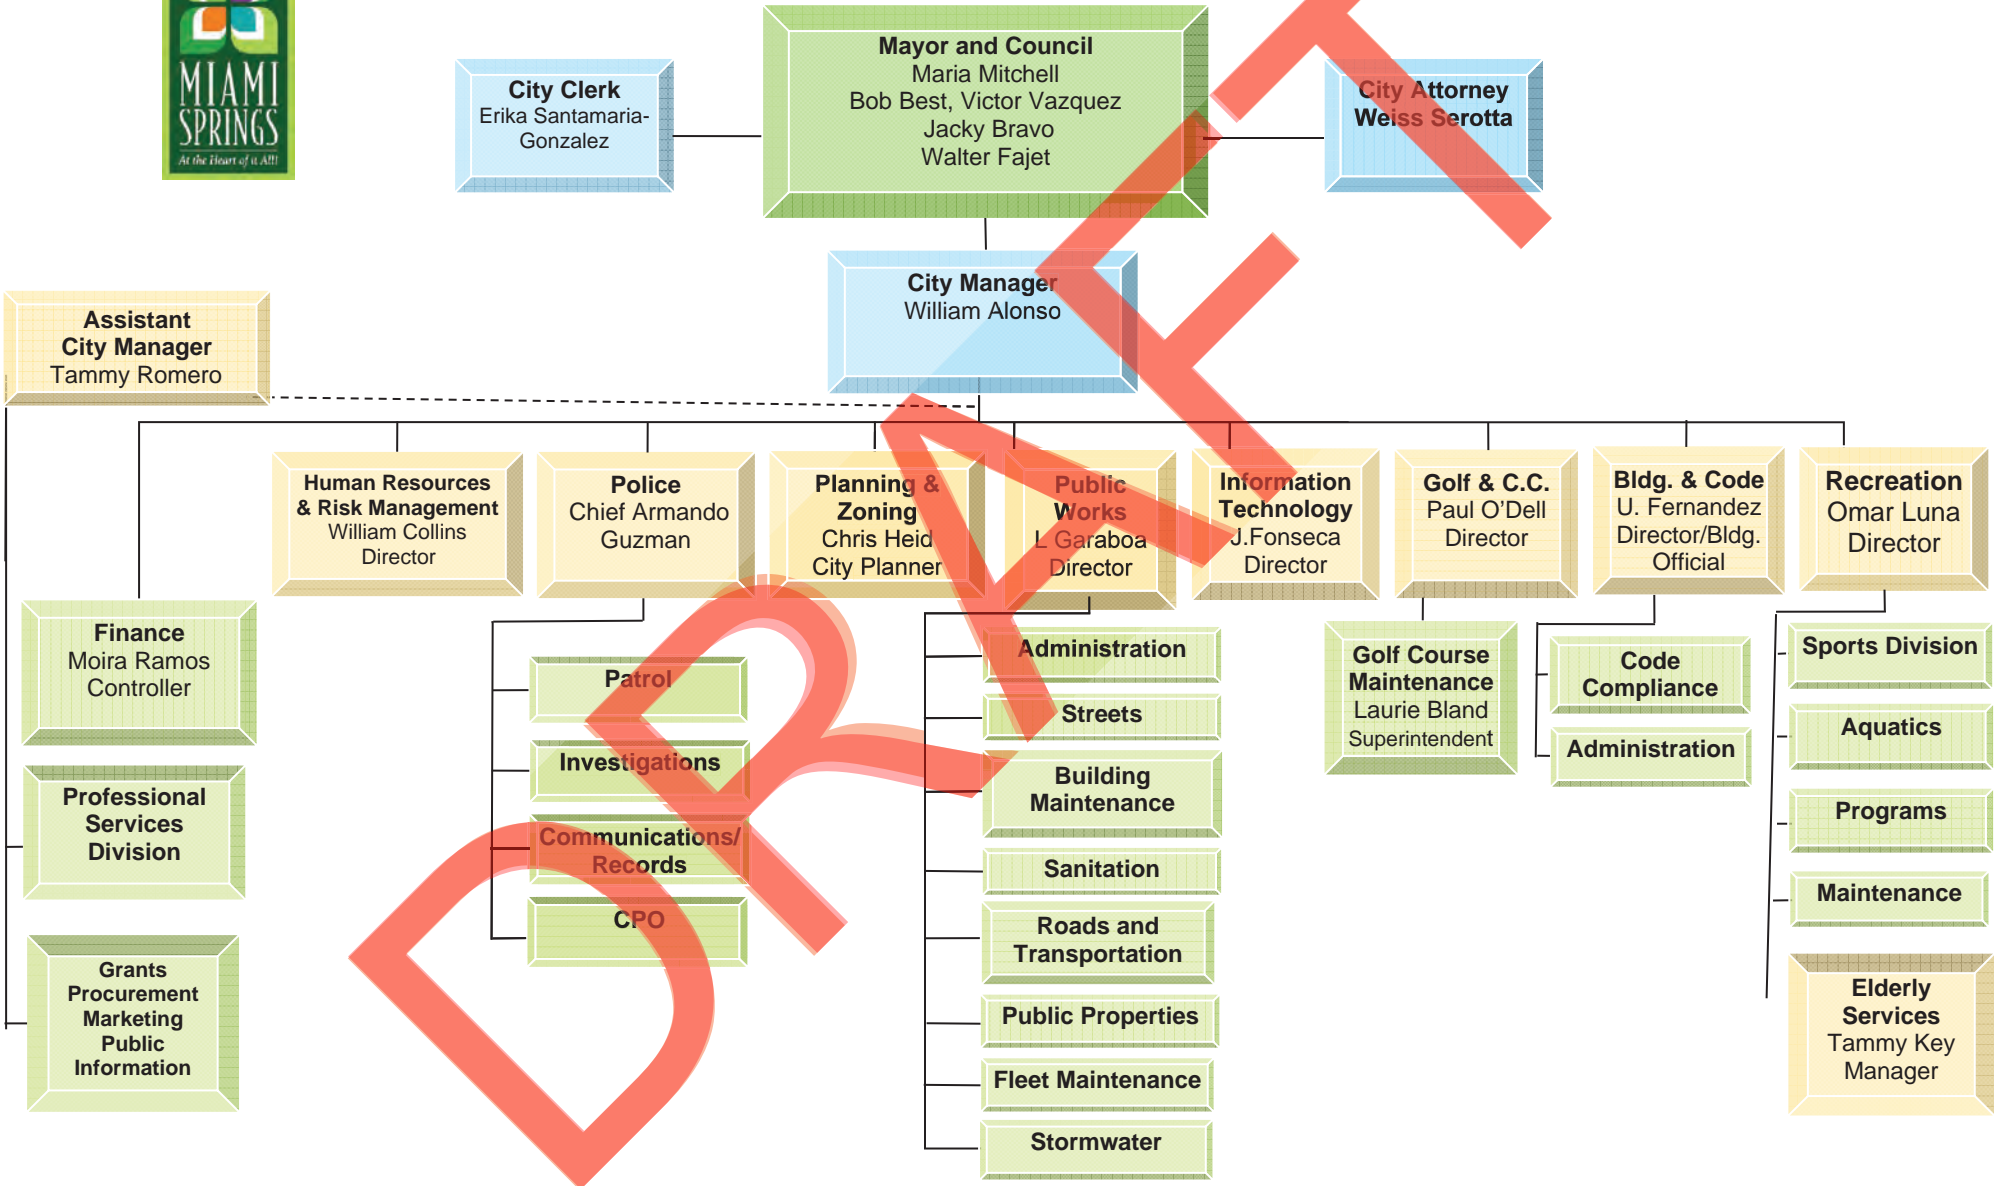 MIAMI
SPRINGS
At the Heart of it All!
City Clerk
Erika Santamaria-
Gonzalez
Mayor and Council
Maria Mitchell
Bob Best, Victor Vazquez
Jacky Bravo
Walter Fajet
City Attorney
Weiss Serotta
City Manager
William Alonso
Assistant
City Manager
Tammy Romero
Human Resources
& Risk Management
William Collins
Director
Police
Chief Armando
Guzman
Planning &
Zoning
Chris Heid
City Planner
Public
Works
L Garaboa
Director
Information
Technology
J.Fonseca
Director
Golf & C.C.
Paul O'Dell
Director
Bldg. & Code
U. Fernandez
Director/Bldg.
Official
Recreation
Omar Luna
Director
Finance
Moira Ramos
Controller
Professional
Services
Division
Grants
Procurement
Marketing
Public
Information
Patrol
Investigations
Communications/
Records
CPO
Administration
Streets
Building
Maintenance
Sanitation
Roads and
Transportation
Public Properties
Fleet Maintenance
Stormwater
Golf Course
Maintenance
Laurie Bland
Superintendent
Code
Compliance
Administration
Sports Division
Aquatics
Programs
Maintenance
Elderly
Services
Tammy Key
Manager
DRAFT